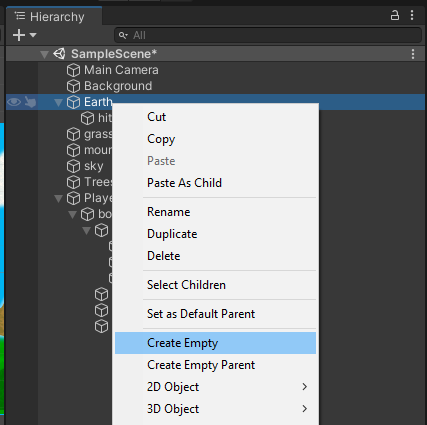 Hierarchy
All
SampleScene*
Main Camera
Background
Earth
hit
grass
moun
sky
Trees
Playe
bo
Cut
Copy
Paste
Paste As Child
Rename
Duplicate
Delete
Select Children
Set as Default Parent
Create Empty
Create Empty Parent
2D Object
3D Object